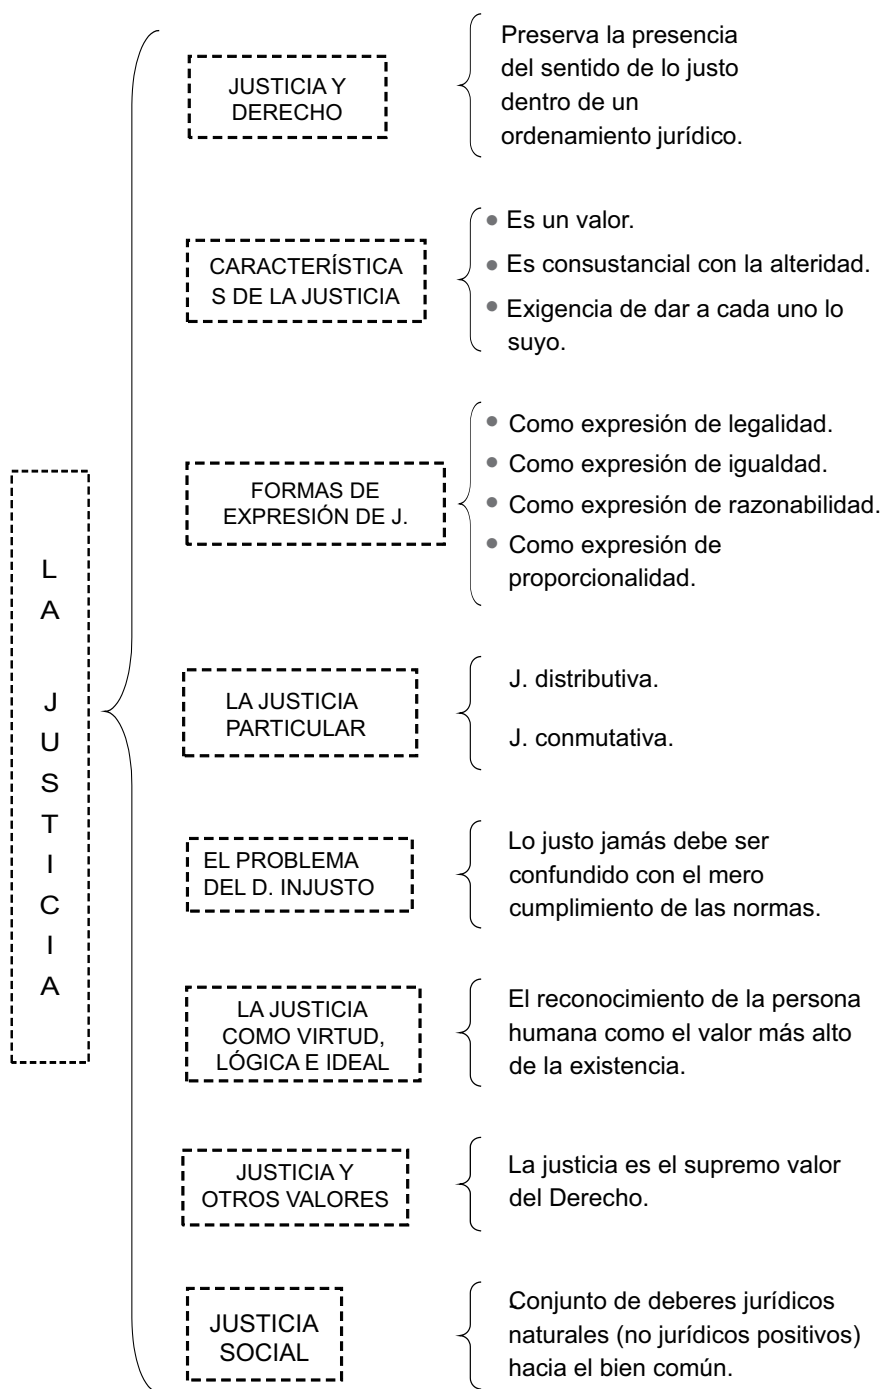 LA JUSTICIA
JUSTICIA Y
DERECHO
Preserva la presencia
del sentido de lo justo
dentro de un
ordenamiento jurídico.
CARACTERÍSTICA
S DE LA JUSTICIA
• Es un valor.
• Es consustancial con la alteridad.
• Exigencia de dar a cada uno lo
suyo.
FORMAS DE
EXPRESIÓN DE J.
• Como expresión de legalidad.
• Como expresión de igualdad.
• Como expresión de razonabilidad.
• Como expresión de
proporcionalidad.
LA JUSTICIA
PARTICULAR
J. distributiva.
J. conmutativa.
EL PROBLEMA
DEL D. INJUSTO
Lo justo jamás debe ser
confundido con el mero
cumplimiento de las normas.
LA JUSTICIA
COMO VIRTUD,
LÓGICA E IDEAL
El reconocimiento de la persona
humana como el valor más alto
de la existencia.
JUSTICIA Y
OTROS VALORES
La justicia es el supremo valor
del Derecho.
JUSTICIA
SOCIAL
Conjunto de deberes jurídicos
naturales (no jurídicos positivos)
hacia el bien común.